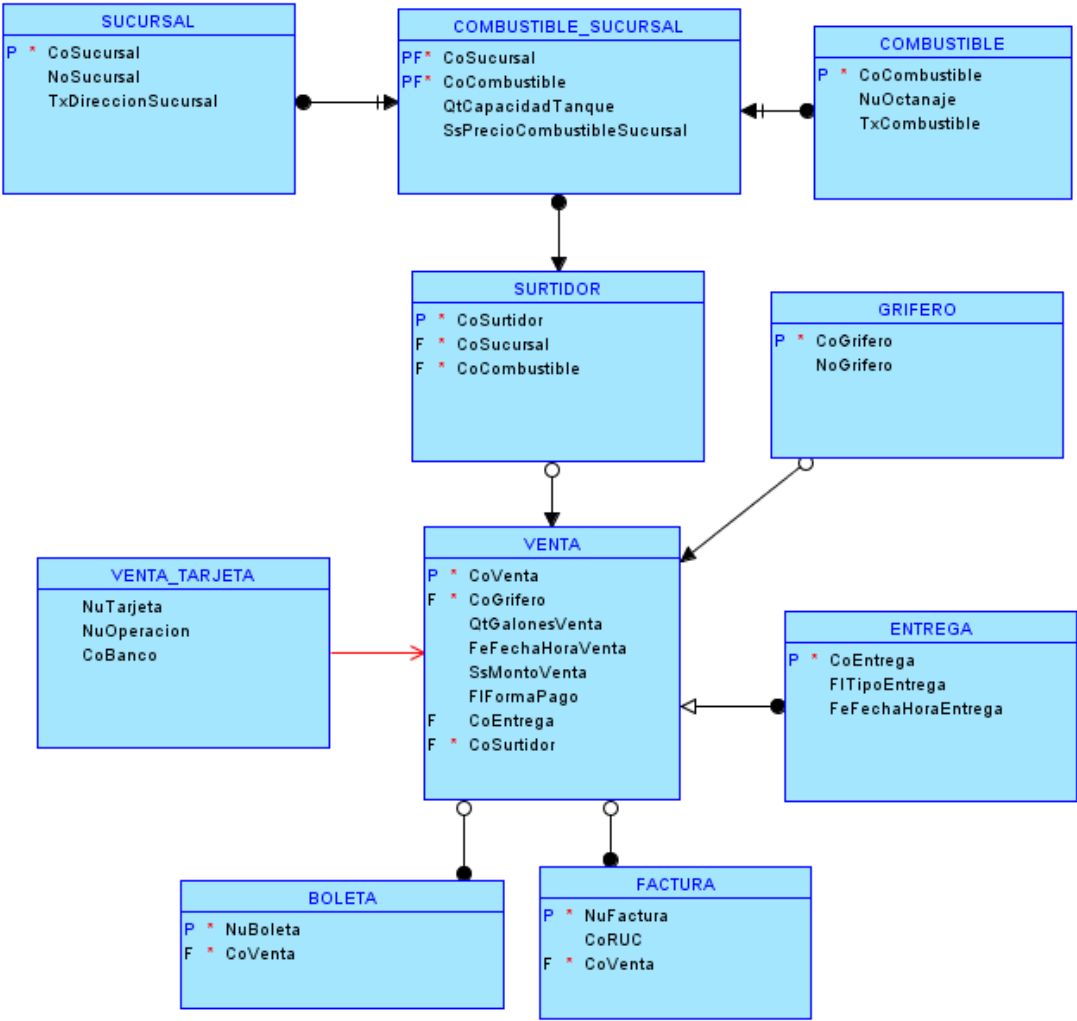 SUCURSAL
P * CoSucursal
NoSucursal
TxDireccionSucursal
COMBUSTIBLE_SUCURSAL
PF* CoSucursal
PF* CoCombustible
QtCapacidadTanque
SsPrecioCombustibleSucursal
COMBUSTIBLE
P * CoCombustible
NuOctanaje
TxCombustible
SURTIDOR
P * CoSurtidor
F * CoSucursal
F * CoCombustible
GRIFERO
P * CoGrifero
NoGrifero
VENTA_TARJETA
NuTarjeta
NuOperacion
CoBanco
VENTA
P * CoVenta
F * CoGrifero
QtGalonesVenta
FeFechaHoraVenta
SsMontoVenta
FlFormaPago
F CoEntrega
F * CoSurtidor
ENTREGA
P * CoEntrega
FlTipoEntrega
FeFechaHoraEntrega
BOLETA
P * NuBoleta
F * CoVenta
FACTURA
P * NuFactura
CoRUC
F * CoVenta